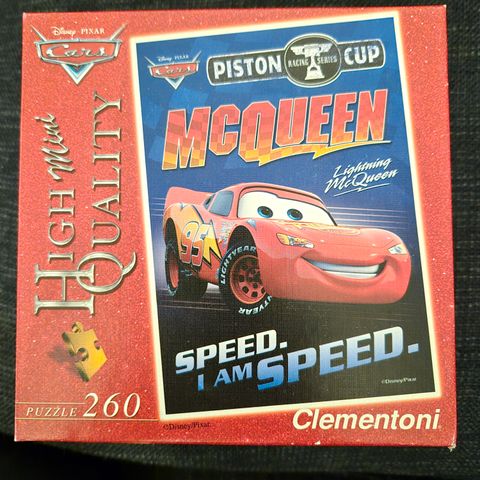 Disney · PIXAR
Cars
HIGH mini
QUALITY
PUZZLE 260
Disney · PIXAR
Cars
PISTON CUP
RACING SERIES
MCQUEEN
Lightning
McQueen
95
LIGHTYEAR
SPEED.
I AM SPEED.
©Disney/Pixar
©Disney/Pixar.
Clementoni